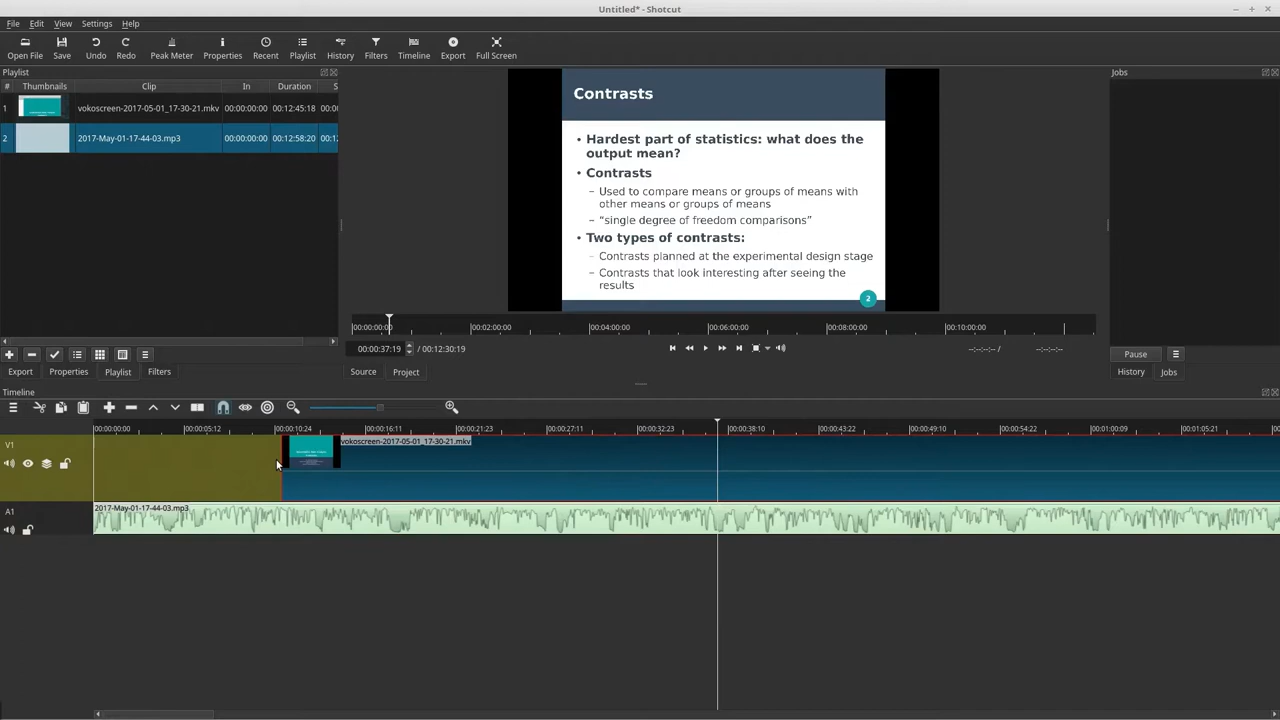 Untitled* - Shotcut
File Edit View Settings Help
Open File Save Undo Redo Peak Meter Properties Recent Playlist History Filters Timeline Export Full Screen
Playlist
# Thumbnails Clip In Duration
1 vokoscreen-2017-05-01_17-30-21.mkv 00:00:00:00 00:12:45:18 00:0
2 2017-May-01-17-44-03.mp3 00:00:00:00 00:12:58:20 00:1
Export Properties Playlist Filters
Contrasts
• Hardest part of statistics: what does the
output mean?
• Contrasts
– Used to compare means or groups of means with
other means or groups of means
– “single degree of freedom comparisons”
• Two types of contrasts:
– Contrasts planned at the experimental design stage
– Contrasts that look interesting after seeing the
results
2
00:00:00:00 00:02:00:00 00:04:00:00 00:06:00:00 00:08:00:00 00:10:00:00
00:00:37:19 / 00:12:30:19 --:--:--:-- / --:--:--:--
Source Project
Jobs
Pause
History Jobs
Timeline
00:00:00:00 00:00:05:12 00:00:10:24 00:00:16:11 00:00:21:23 00:00:27:11 00:00:32:23 00:00:38:10 00:00:43:22 00:00:49:10 00:00:54:22 00:01:00:09 00:01:05:21
V1
vokoscreen-2017-05-01_17-30-21.mkv
A1
2017-May-01-17-44-03.mp3